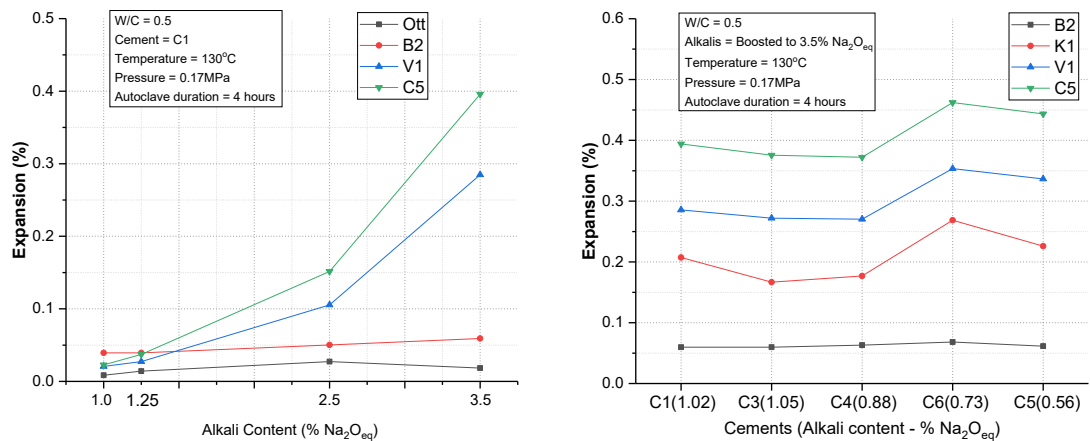 W/C = 0.5
Cement = C1
Temperature = 130°C
Pressure = 0.17MPa
Autoclave duration = 4 hours
Ott
B2
V1
C5
Expansion (%)
0.5
0.4
0.3
0.2
0.1
0.0
1.0 1.25 2.5 3.5
Alkali Content (% Na₂Oeq)
W/C = 0.5
Alkalis = Boosted to 3.5% Na₂Oeq
Temperature = 130°C
Pressure = 0.17MPa
Autoclave duration = 4 hours
B2
K1
V1
C5
Expansion (%)
0.6
0.5
0.4
0.3
0.2
0.1
0.0
C1(1.02) C3(1.05) C4(0.88) C6(0.73) C5(0.56)
Cements (Alkali content - % Na₂Oeq)